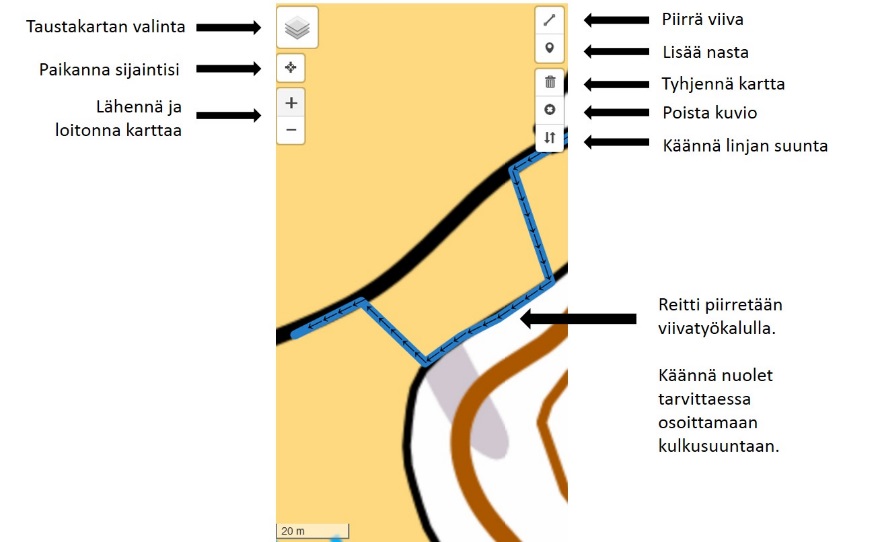 Taustakartan valinta
Paikanna sijaintisi
Lähennä ja
loitonna karttaa
Piirrä viiva
Lisää nasta
Tyhjennä kartta
Poista kuvio
Käännä linjan suunta
Reitti piirretään
viivatyökalulla.
Käännä nuolet
tarvittaessa
osoittamaan
kulkusuuntaan.
20 m